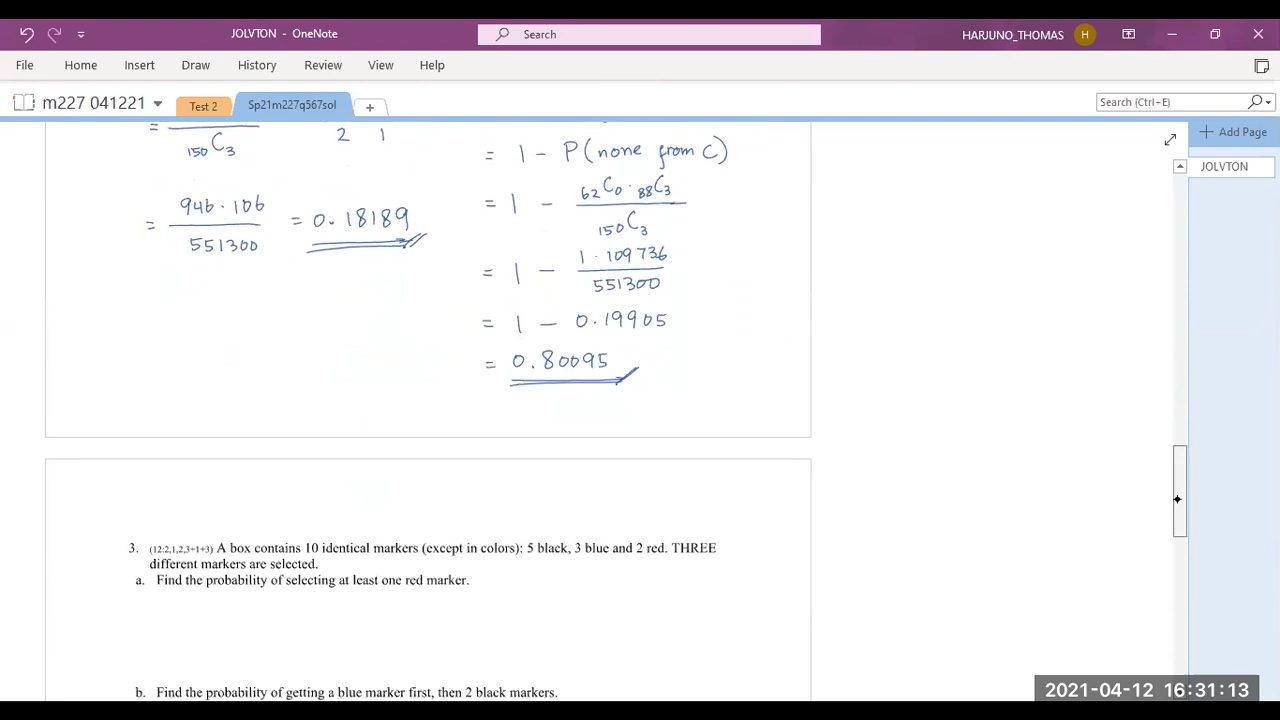 JOLVTON - OneNote
Search
HARJUNO_THOMAS
H
File Home Insert Draw History Review View Help
m227 041221
Test 2
Sp21m227q567sol
Search (Ctrl+E)
Add Page
JOLVTON
=
150C3
2 1
= 946 · 106 / 551300 = 0.18189
= 1 - P(none from C)
= 1 - 62C0 · 88C3 / 150C3
= 1 - 1 · 109736 / 551300
= 1 - 0.19905
= 0.80095
3. (12:2,1,2,3+1+3) A box contains 10 identical markers (except in colors): 5 black, 3 blue and 2 red. THREE
different markers are selected.
a. Find the probability of selecting at least one red marker.
b. Find the probability of getting a blue marker first, then 2 black markers.
2021-04-12 16:31:13